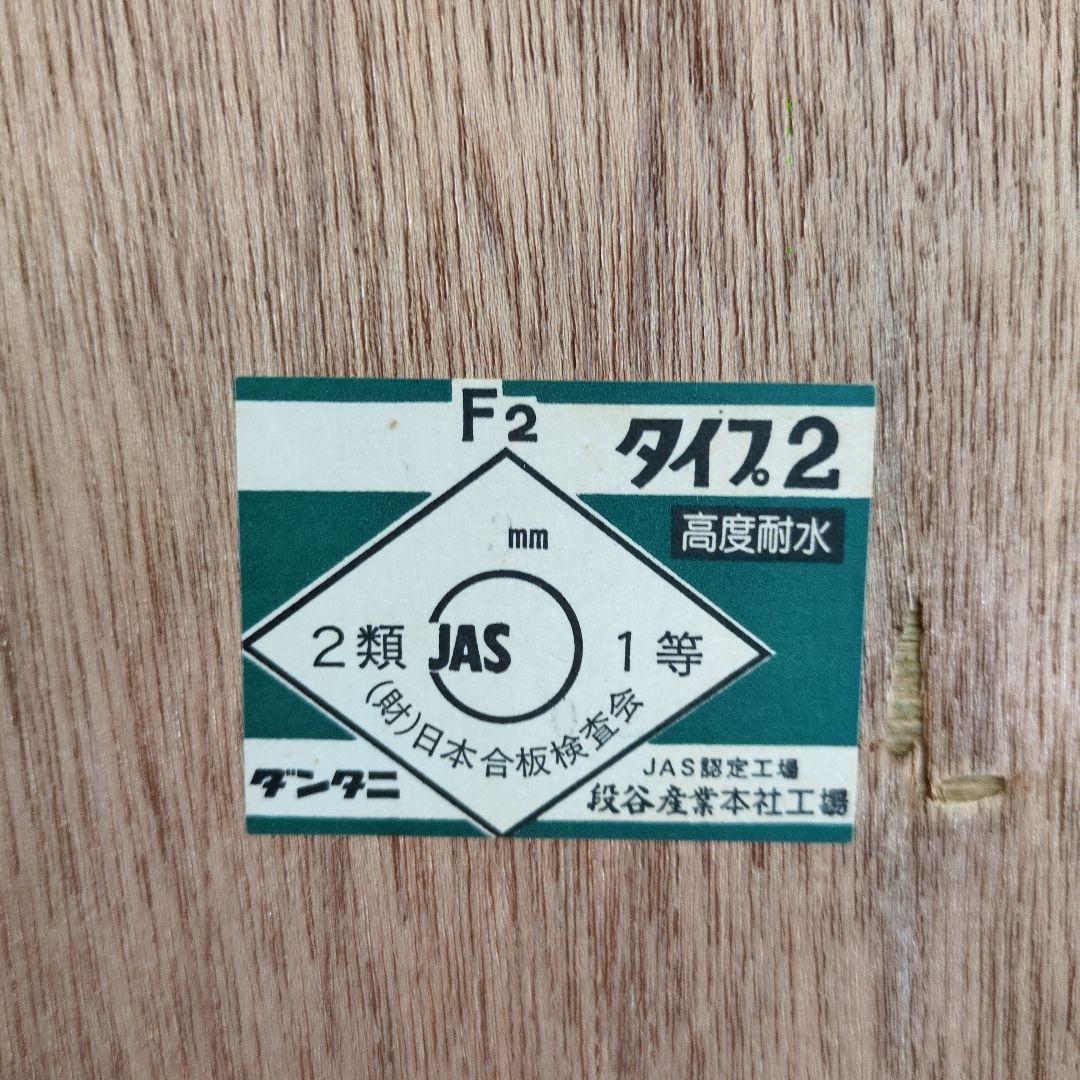 F2
タイプ2
高度耐水
mm
2類 JAS 1等
(財)日本合板検査会
ダンタニ
JAS認定工場
段谷産業本社工場